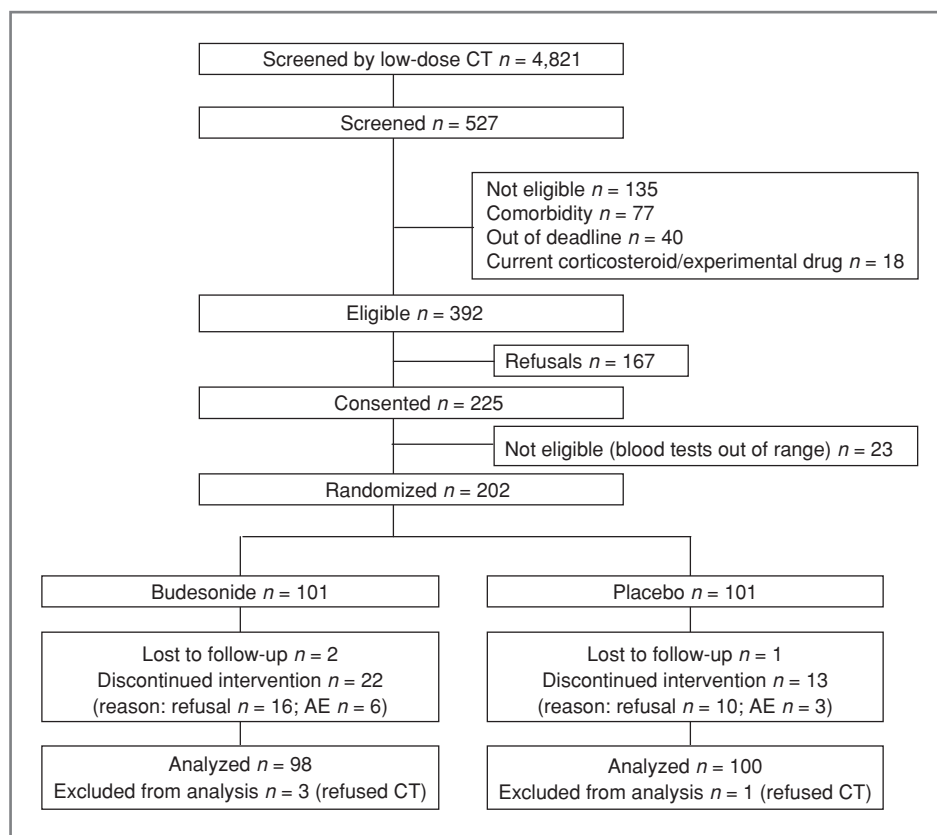 Screened by low-dose CT n = 4,821
Screened n = 527
Not eligible n = 135
Comorbidity n = 77
Out of deadline n = 40
Current corticosteroid/experimental drug n = 18
Eligible n = 392
Refusals n = 167
Consented n = 225
Not eligible (blood tests out of range) n = 23
Randomized n = 202
Budesonide n = 101
Placebo n = 101
Lost to follow-up n = 2
Discontinued intervention n = 22
(reason: refusal n = 16; AE n = 6)
Lost to follow-up n = 1
Discontinued intervention n = 13
(reason: refusal n = 10; AE n = 3)
Analyzed n = 98
Excluded from analysis n = 3 (refused CT)
Analyzed n = 100
Excluded from analysis n = 1 (refused CT)